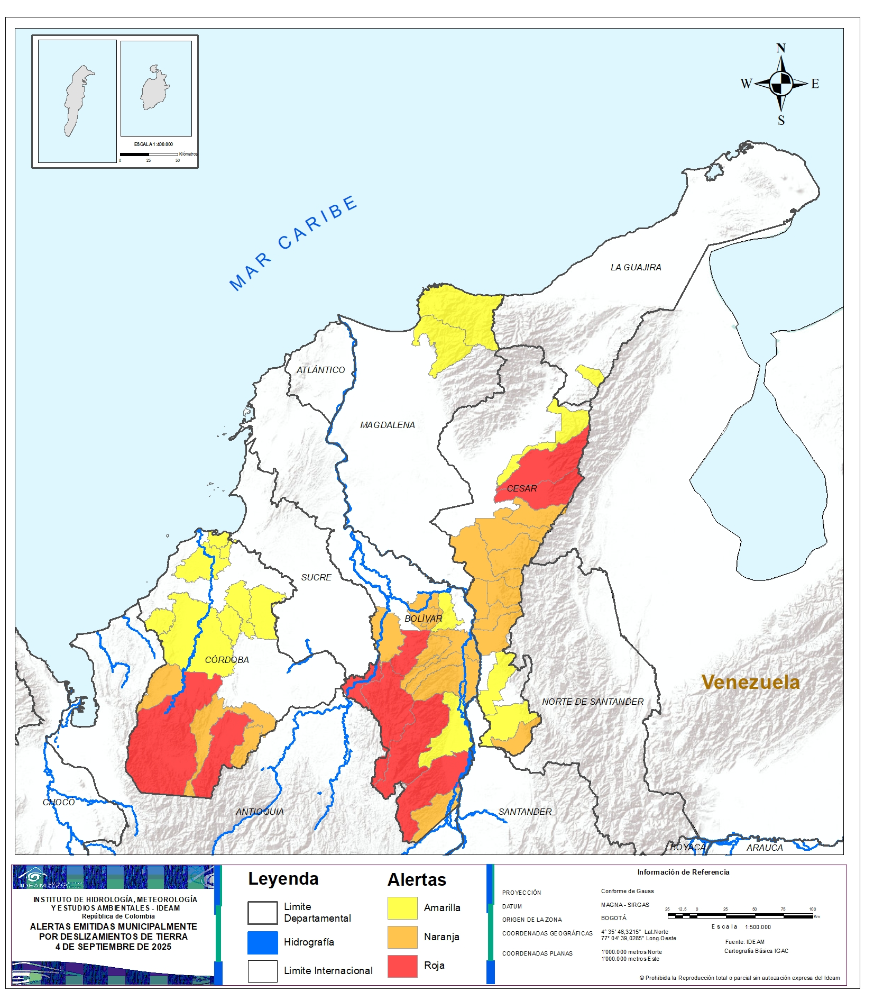 ESCALA 1:400.000
Kilómetros
0 25 50
N
W E
S
MAR CARIBE
LA GUAJIRA
ATLÁNTICO
MAGDALENA
CESAR
SUCRE
BOLÍVAR
CÓRDOBA
NORTE DE SANTANDER
Venezuela
CHOCÓ
ANTIOQUIA
SANTANDER
BOYACÁ
ARAUCA
IDEAM
INSTITUTO DE HIDROLOGÍA, METEOROLOGÍA
Y ESTUDIOS AMBIENTALES - IDEAM
República de Colombia
ALERTAS EMITIDAS MUNICIPALMENTE
POR DESLIZAMIENTOS DE TIERRA
4 DE SEPTIEMBRE DE 2025
Leyenda
Limite
Departamental
Hidrografía
Limite Internacional
Alertas
Amarilla
Naranja
Roja
Información de Referencia
PROYECCIÓN Conforme de Gauss
DATUM MAGNA - SIRGAS
ORIGEN DE LA ZONA BOGOTÁ
COORDENADAS GEOGRÁFICAS 4° 35' 46,3215" Lat.Norte
77° 04' 39,0285" Long.Oeste
COORDENADAS PLANAS 1'000.000 metros Norte
1'000.000 metros Este
25 12,5 0 25 50 75 100
Km
Escala 1:500.000
Fuente: IDEAM
Cartografía Básica IGAC
© Prohibida la Reproducción total o parcial sin autozación expresa del Ideam